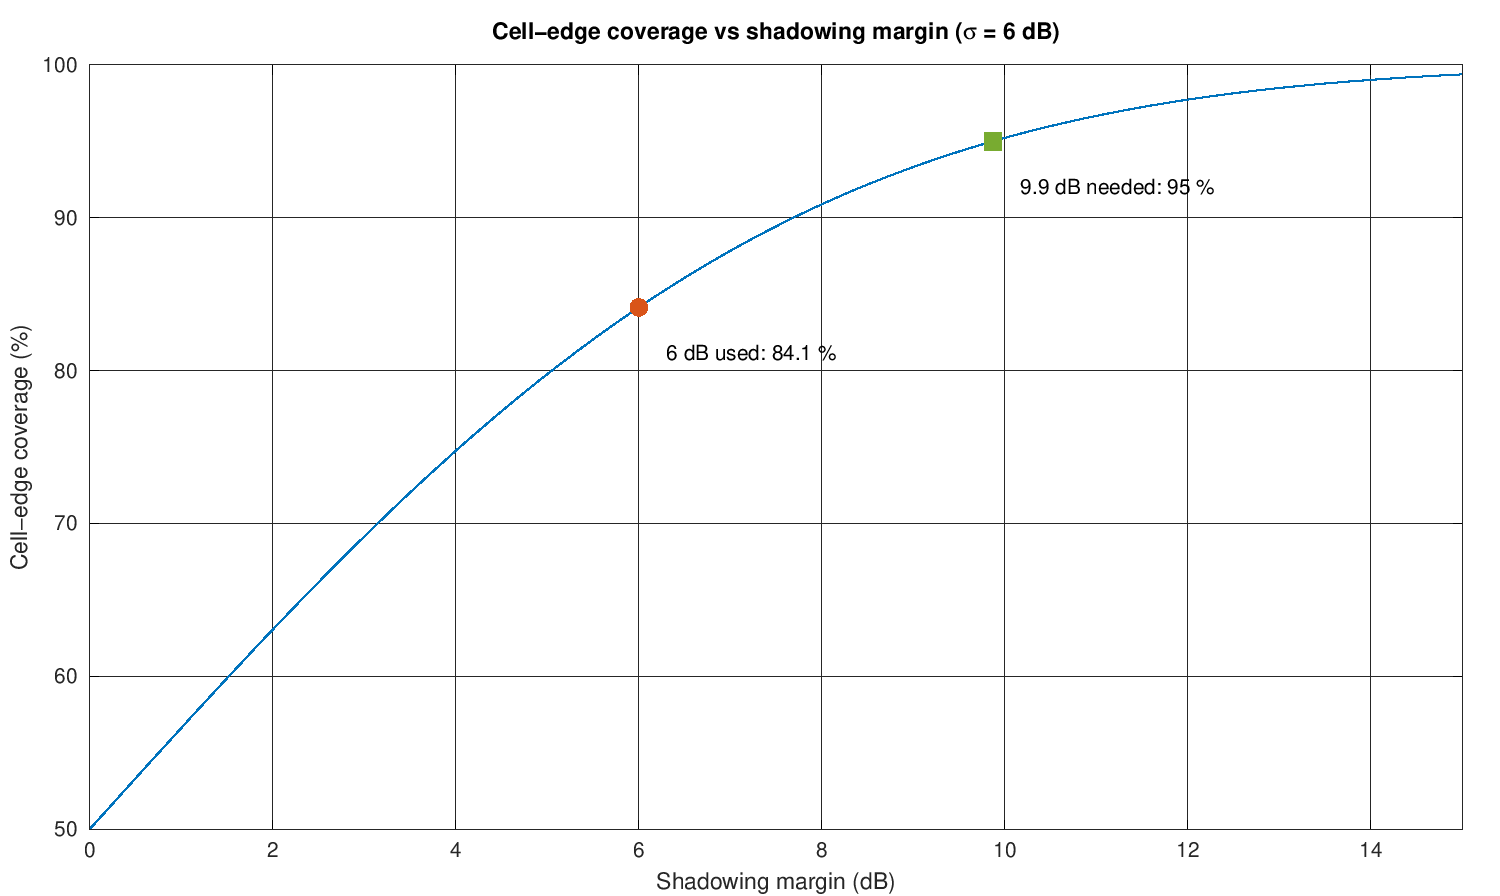 Cell−edge coverage vs shadowing margin (σ = 6 dB)
100
90
80
70
60
50
Cell−edge coverage (%)
9.9 dB needed: 95 %
6 dB used: 84.1 %
0 2 4 6 8 10 12 14
Shadowing margin (dB)